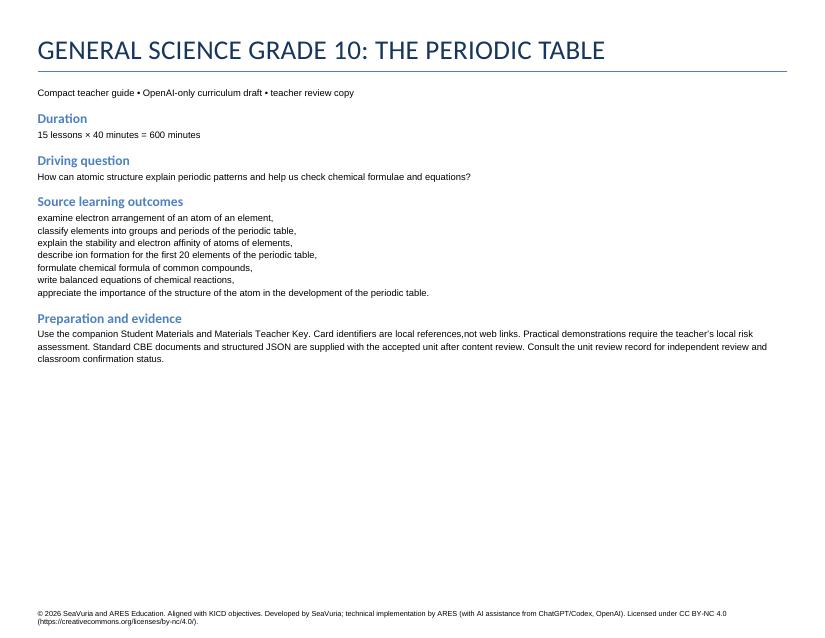 GENERAL SCIENCE GRADE 10: THE PERIODIC TABLE
Compact teacher guide • OpenAI-only curriculum draft • teacher review copy
Duration
15 lessons × 40 minutes = 600 minutes
Driving question
How can atomic structure explain periodic patterns and help us check chemical formulae and equations?
Source learning outcomes
examine electron arrangement of an atom of an element,
classify elements into groups and periods of the periodic table,
explain the stability and electron affinity of atoms of elements,
describe ion formation for the first 20 elements of the periodic table,
formulate chemical formula of common compounds,
write balanced equations of chemical reactions,
appreciate the importance of the structure of the atom in the development of the periodic table.
Preparation and evidence
Use the companion Student Materials and Materials Teacher Key. Card identifiers are local references,not web links. Practical demonstrations require the teacher's local risk
assessment. Standard CBE documents and structured JSON are supplied with the accepted unit after content review. Consult the unit review record for independent review and
classroom confirmation status.
© 2026 SeaVuria and ARES Education. Aligned with KICD objectives. Developed by SeaVuria; technical implementation by ARES (with AI assistance from ChatGPT/Codex, OpenAI). Licensed under CC BY-NC 4.0
(https://creativecommons.org/licenses/by-nc/4.0/).